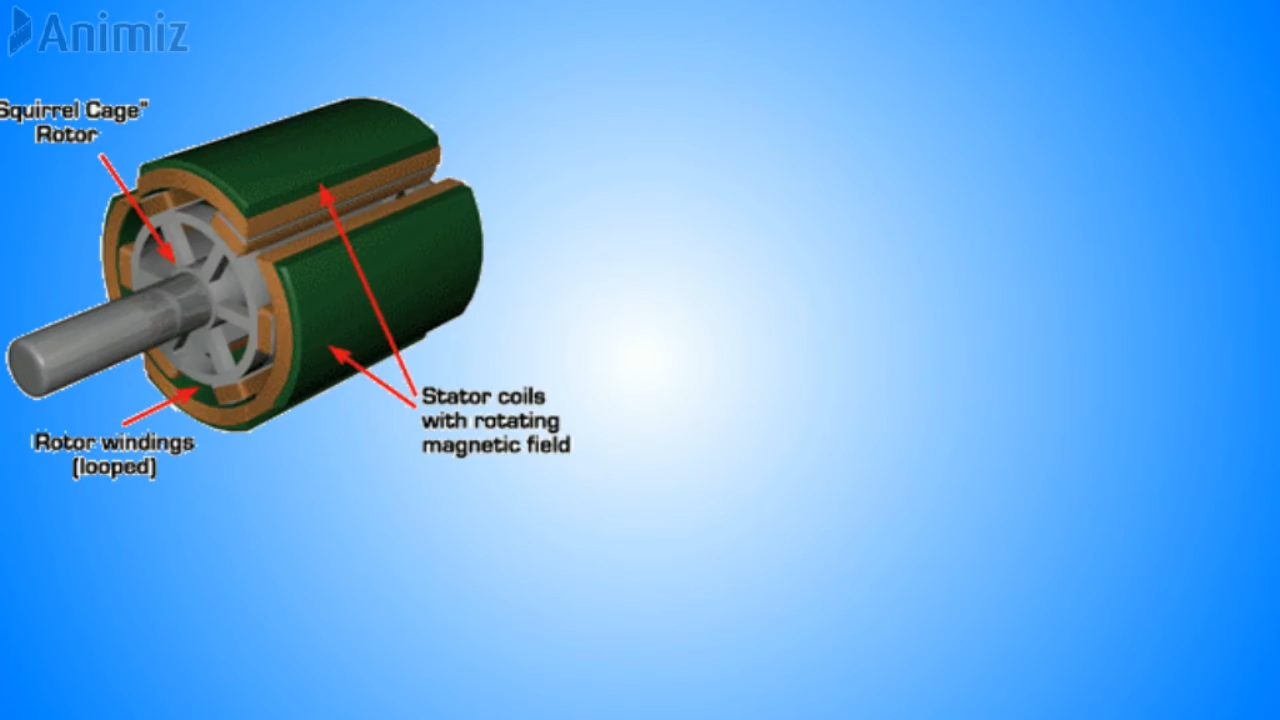 Animiz
Squirrel Cage"
Rotor
Stator coils
with rotating
magnetic field
Rotor windings
(looped)